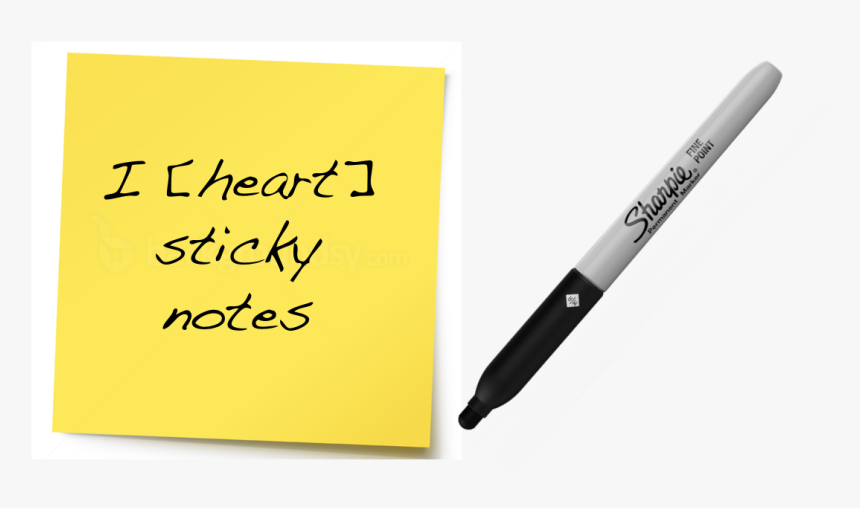 I [heart]
sticky
notes
Sharpie®
Permanent Marker
FINE
POINT